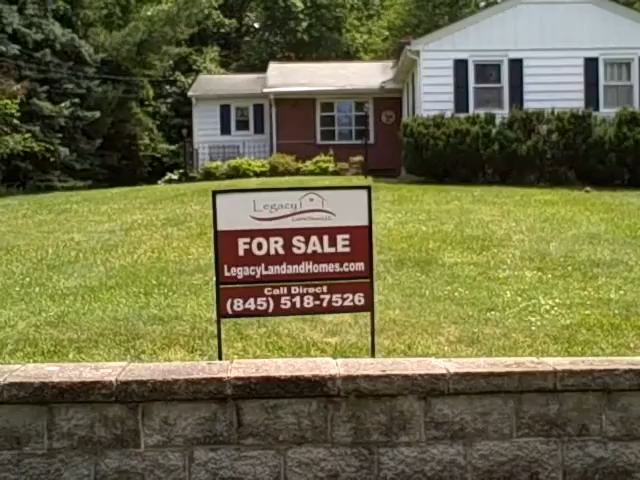 Legacy
FOR SALE
LegacyLandandHomes.com
Call Direct
(845) 518-7526